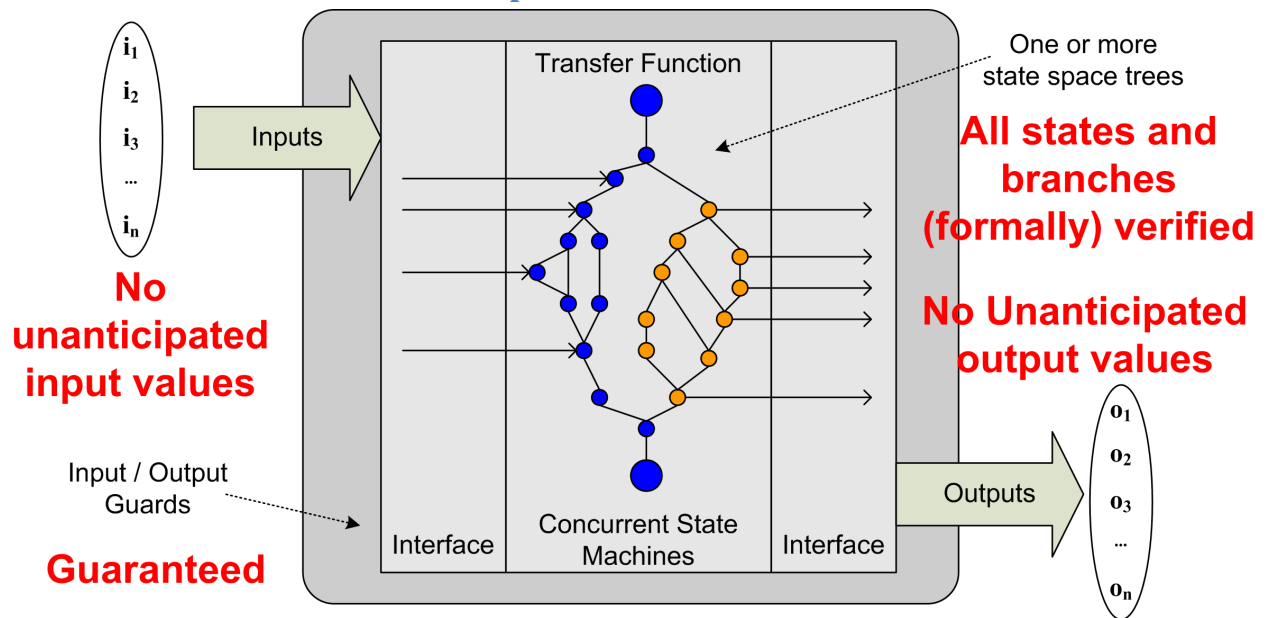 i1
i2
i3
...
in
Inputs
No
unanticipated
input values
Input / Output
Guards
Guaranteed
Transfer Function
Interface
Concurrent State
Machines
Interface
One or more
state space trees
All states and
branches
(formally) verified
No Unanticipated
output values
Outputs
o1
o2
o3
...
on